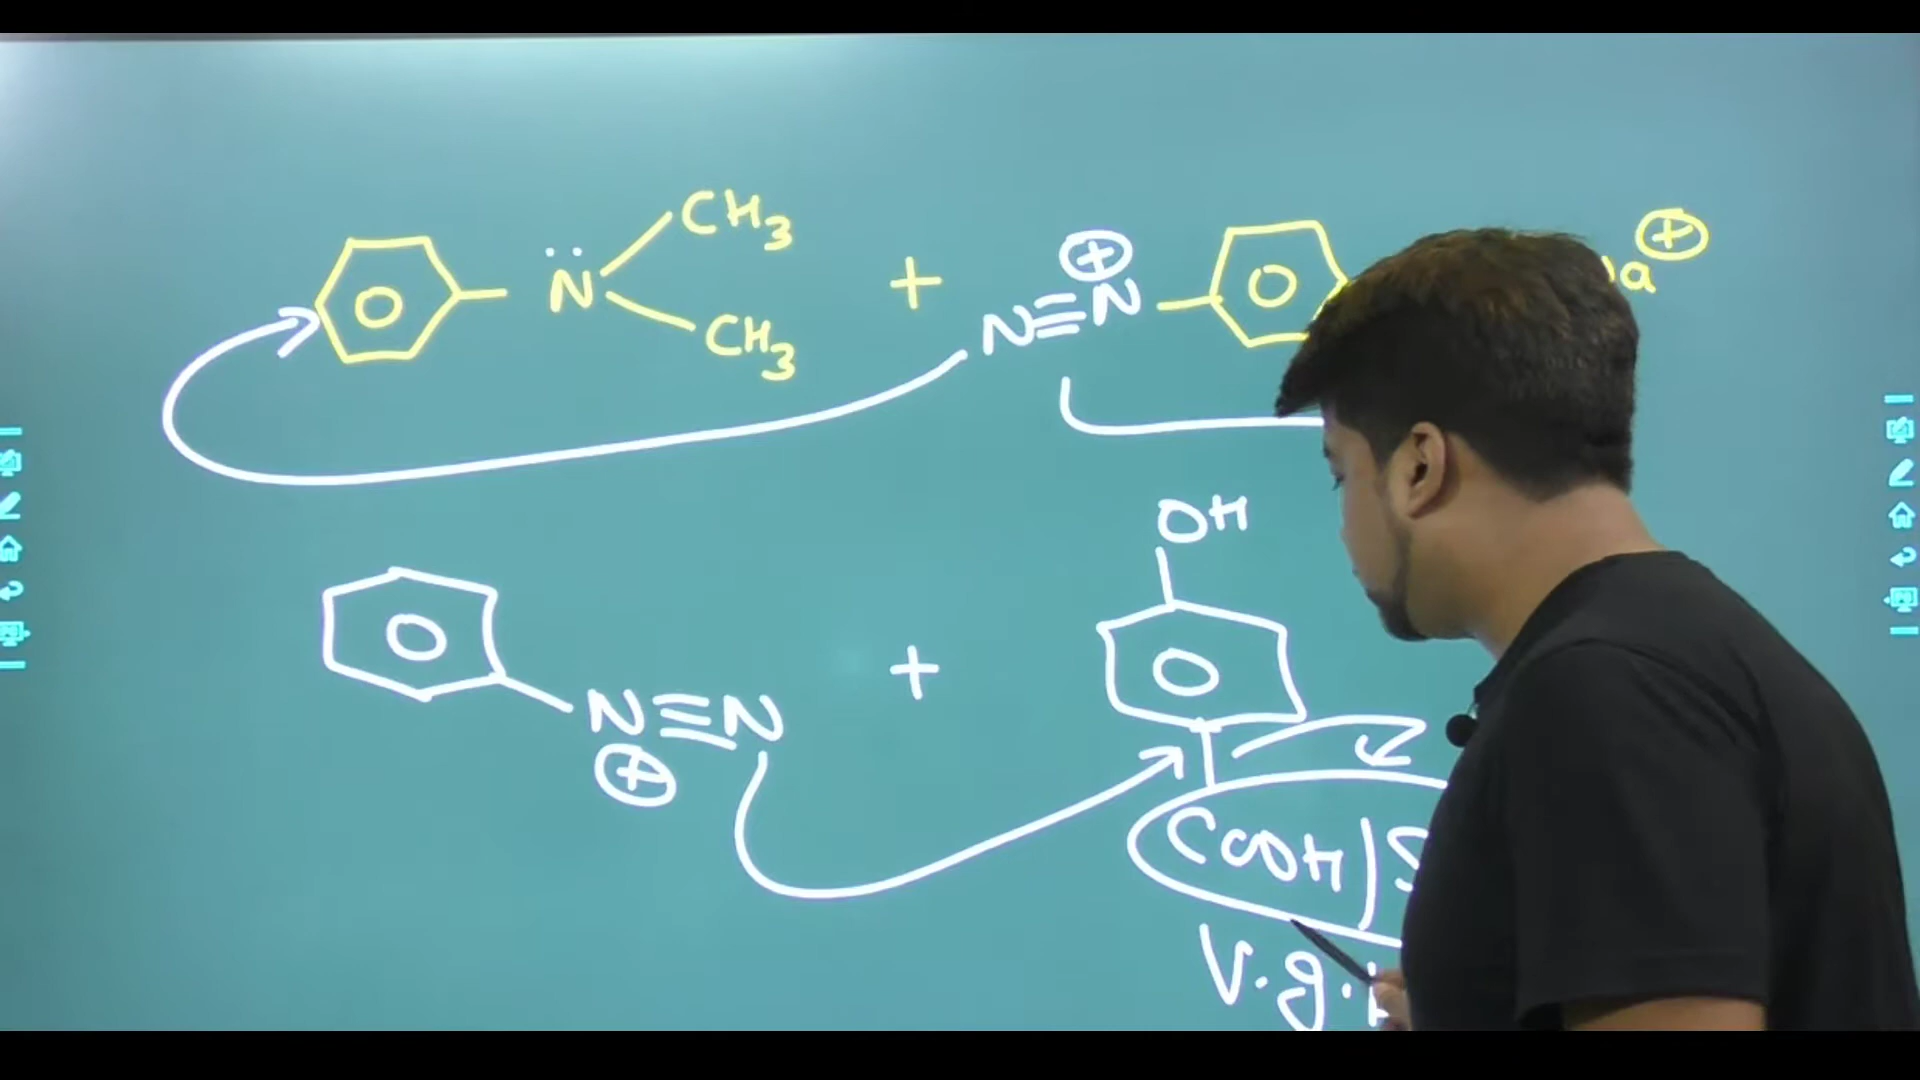 CH3
N
CH3
+
N≡N
⊕
a⊕
OH
N≡N
⊕
+
COOH | S
V.g.